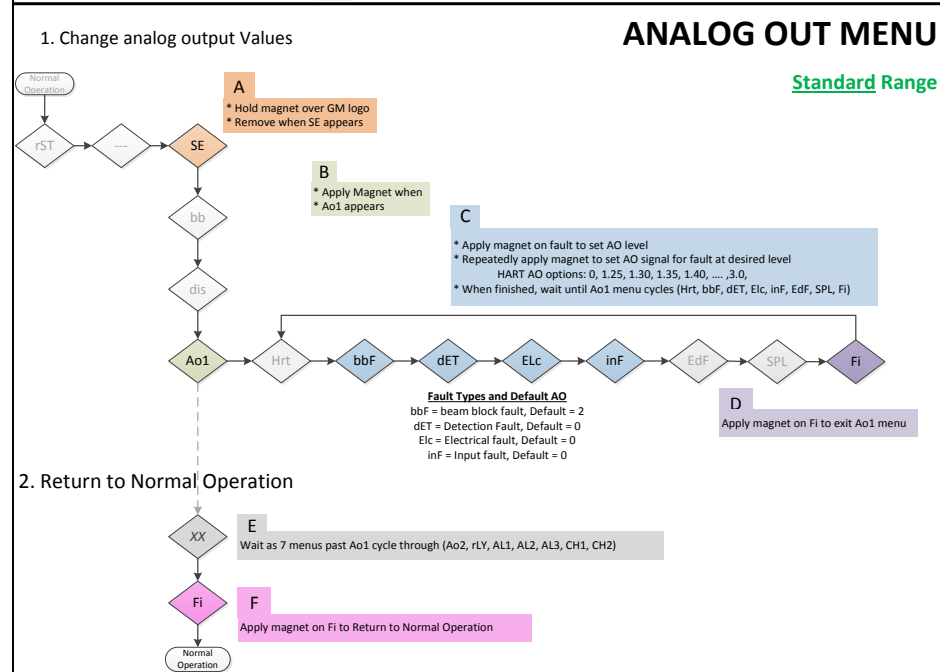 1. Change analog output Values
ANALOG OUT MENU
Standard Range
Normal
Operation
A
* Hold magnet over GM logo
* Remove when SE appears
rST
---
SE
B
* Apply Magnet when
* Ao1 appears
bb
C
* Apply magnet on fault to set AO level
* Repeatedly apply magnet to set AO signal for fault at desired level
HART AO options: 0, 1.25, 1.30, 1.35, 1.40, .... ,3.0,
* When finished, wait until Ao1 menu cycles (Hrt, bbF, dET, Elc, inF, EdF, SPL, Fi)
dis
Ao1
Hrt
bbF
dET
ELc
inF
EdF
SPL
Fi
Fault Types and Default AO
bbF = beam block fault, Default = 2
dET = Detection Fault, Default = 0
Elc = Electrical fault, Default = 0
inF = Input fault, Default = 0
D
Apply magnet on Fi to exit Ao1 menu
2. Return to Normal Operation
XX
E
Wait as 7 menus past Ao1 cycle through (Ao2, rLY, AL1, AL2, AL3, CH1, CH2)
Fi
F
Apply magnet on Fi to Return to Normal Operation
Normal
Operation